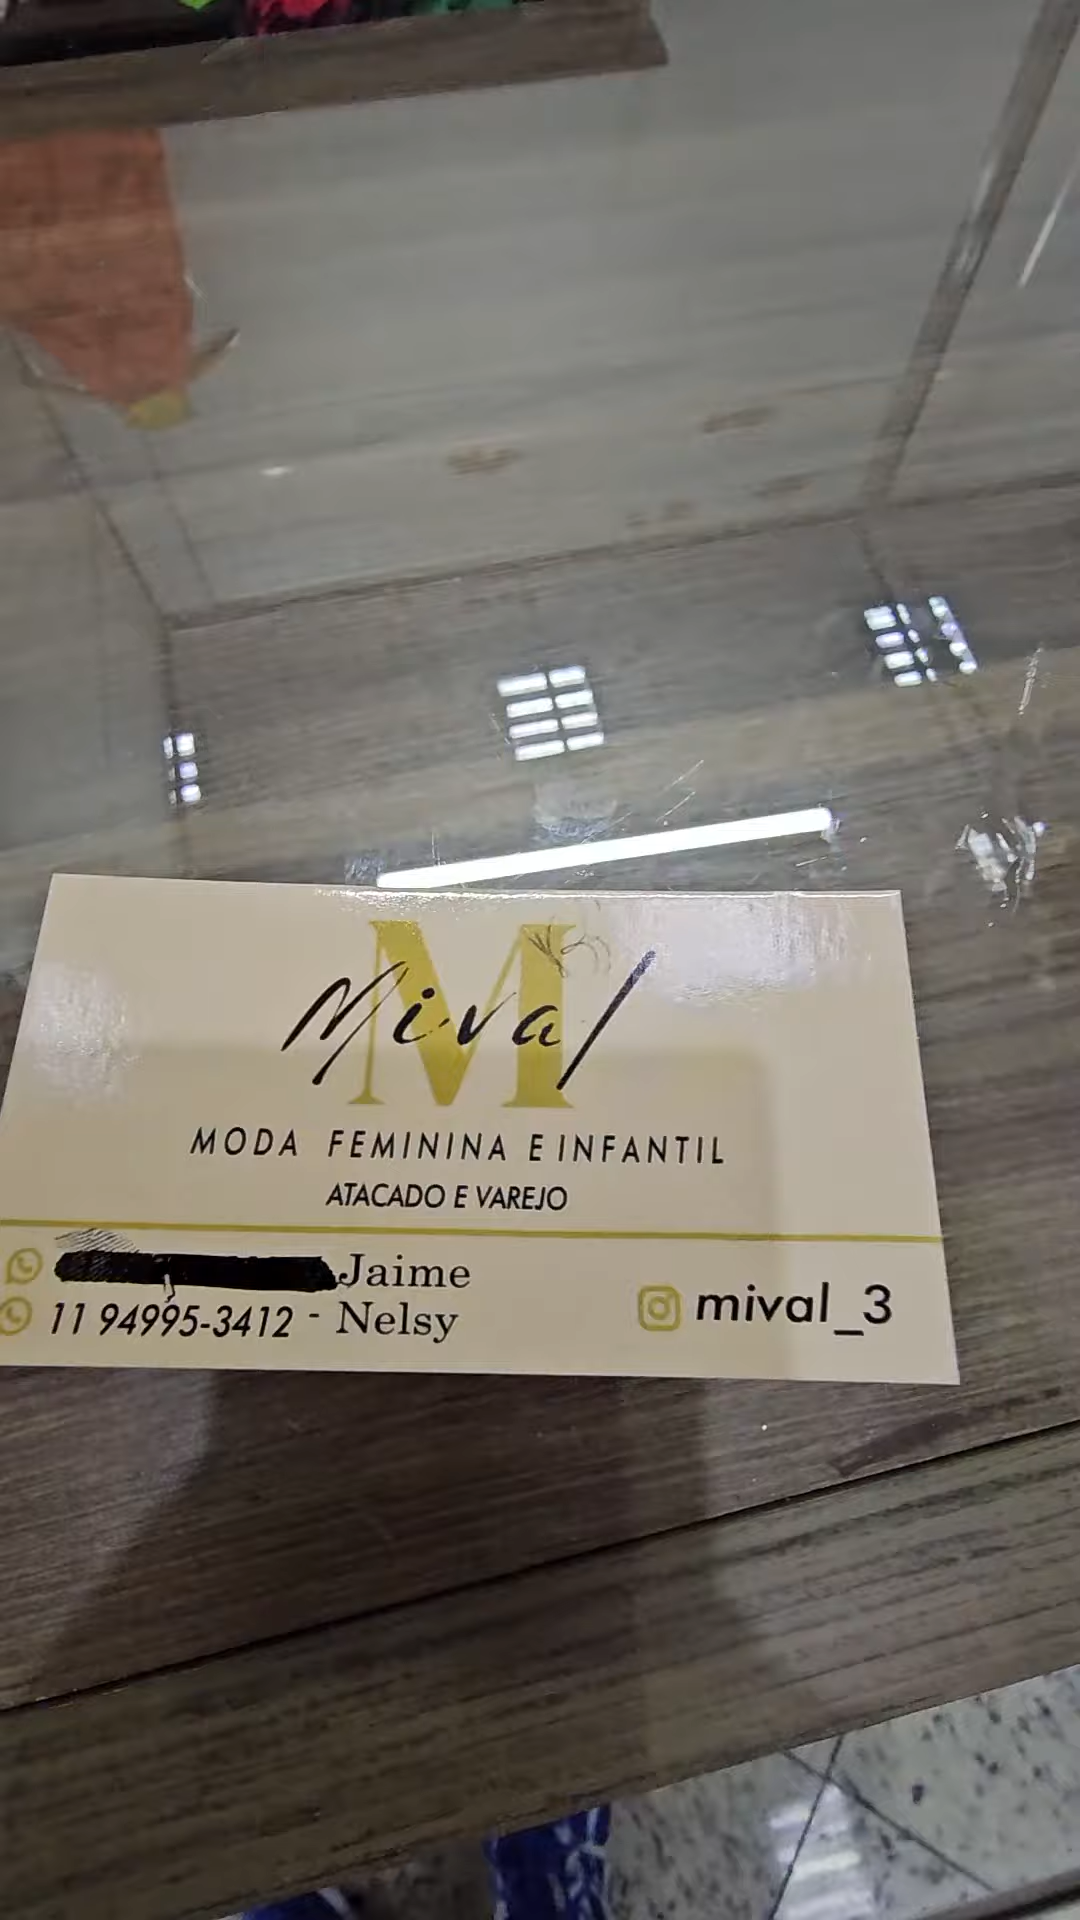 M
Mival
MODA FEMININA E INFANTIL
ATACADO E VAREJO
Jaime
11 94995-3412 - Nelsy
mival_3